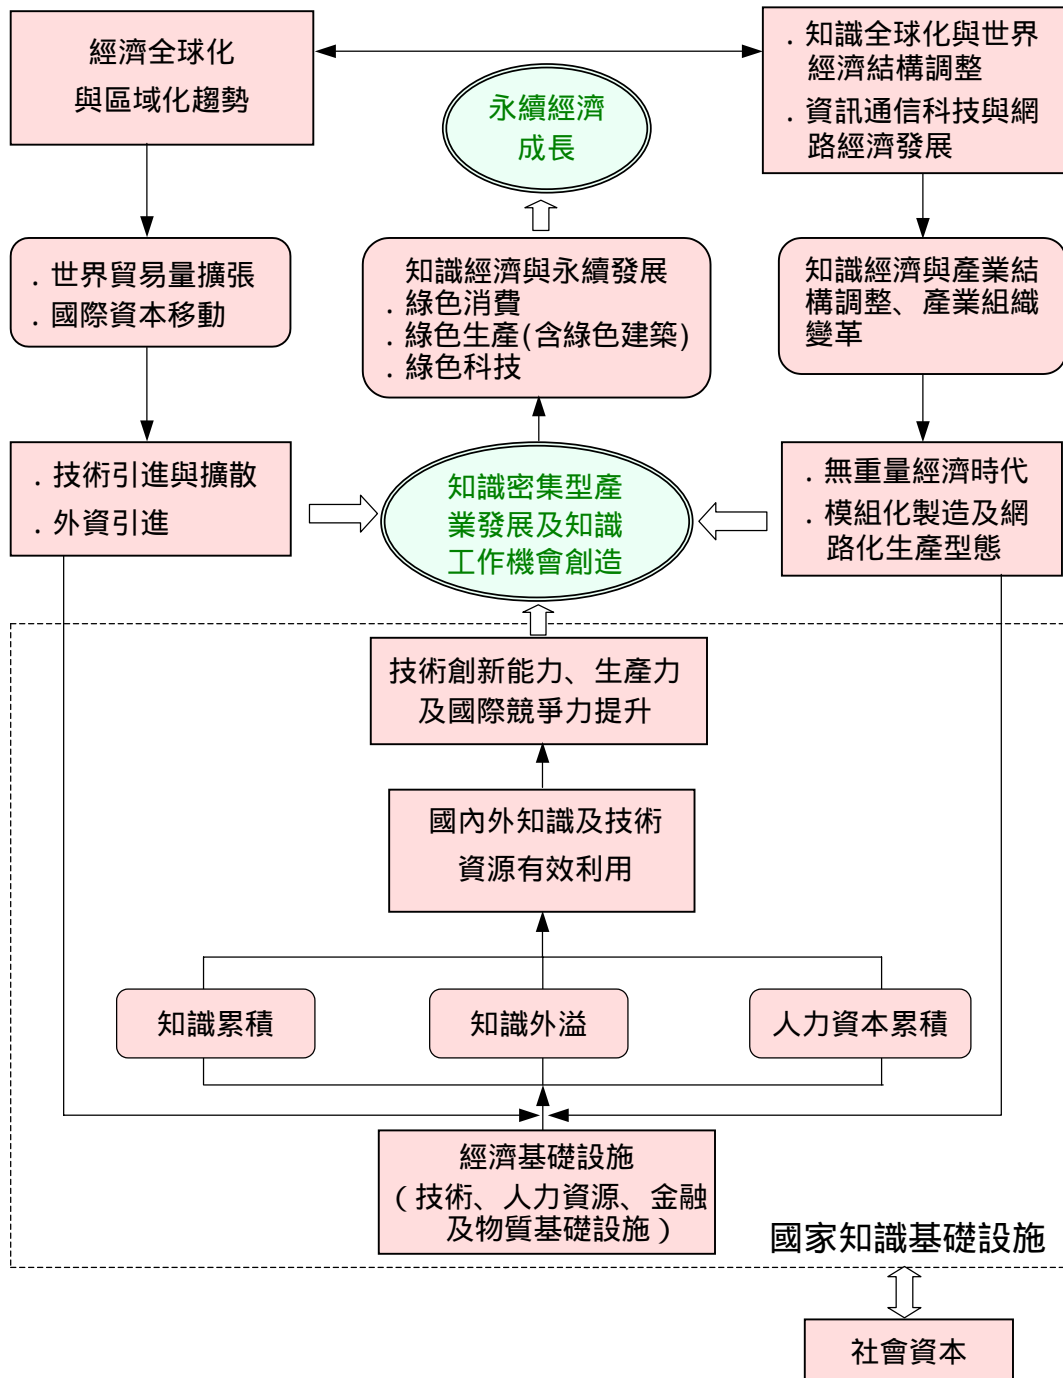 經濟全球化
與區域化趨勢
．知識全球化與世界
經濟結構調整
．資訊通信科技與網
路經濟發展
永續經濟
成長
．世界貿易量擴張
．國際資本移動
知識經濟與永續發展
．綠色消費
．綠色生產(含綠色建築)
．綠色科技
知識經濟與產業結
構調整、產業組織
變革
．技術引進與擴散
．外資引進
知識密集型產
業發展及知識
工作機會創造
．無重量經濟時代
．模組化製造及網
路化生產型態
技術創新能力、生產力
及國際競爭力提升
國內外知識及技術
資源有效利用
知識累積
知識外溢
人力資本累積
經濟基礎設施
（技術、人力資源、金融
及物質基礎設施）
國家知識基礎設施
社會資本